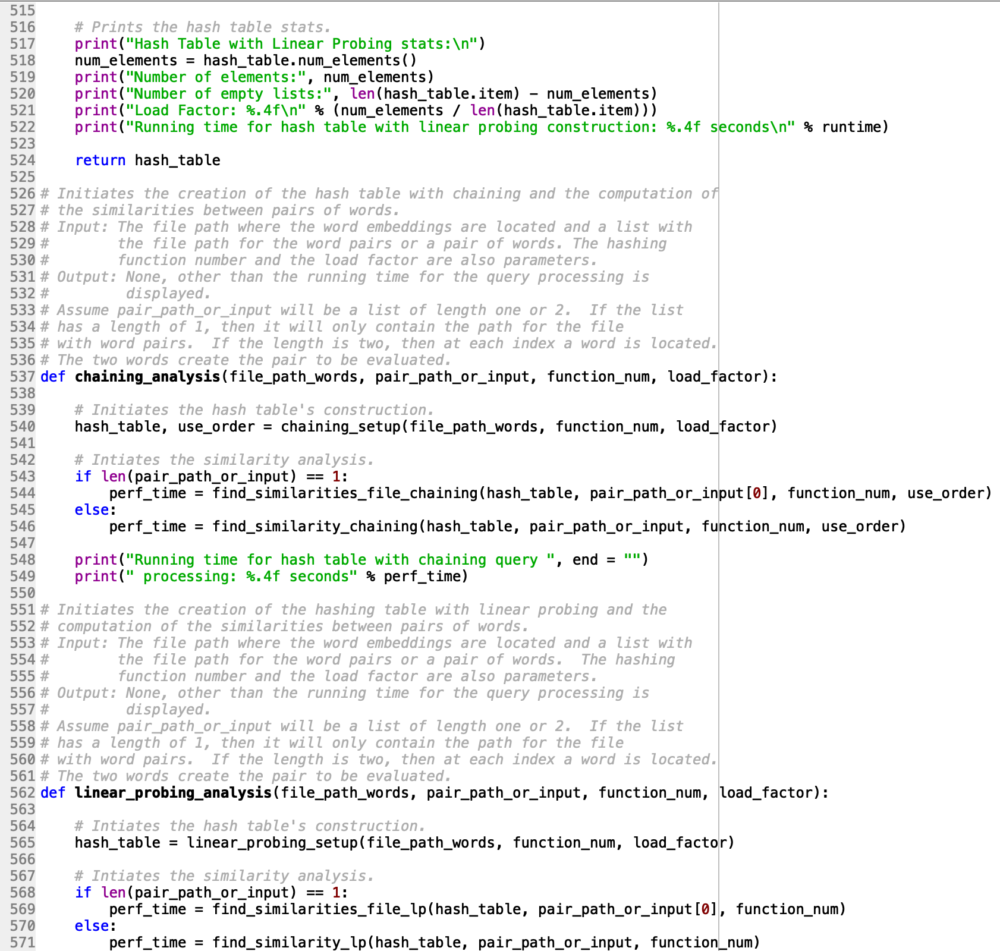 515
516     # Prints the hash table stats.
517     print("Hash Table with Linear Probing stats:\n")
518     num_elements = hash_table.num_elements()
519     print("Number of elements:", num_elements)
520     print("Number of empty lists:", len(hash_table.item) - num_elements)
521     print("Load Factor: %.4f\n" % (num_elements / len(hash_table.item)))
522     print("Running time for hash table with linear probing construction: %.4f seconds\n" % runtime)
523
524     return hash_table
525
526 # Initiates the creation of the hash table with chaining and the computation of
527 # the similarities between pairs of words.
528 # Input: The file path where the word embeddings are located and a list with
529 #        the file path for the word pairs or a pair of words. The hashing
530 #        function number and the load factor are also parameters.
531 # Output: None, other than the running time for the query processing is
532 #         displayed.
533 # Assume pair_path_or_input will be a list of length one or 2.  If the list
534 # has a length of 1, then it will only contain the path for the file
535 # with word pairs.  If the length is two, then at each index a word is located.
536 # The two words create the pair to be evaluated.
537 def chaining_analysis(file_path_words, pair_path_or_input, function_num, load_factor):
538
539     # Initiates the hash table's construction.
540     hash_table, use_order = chaining_setup(file_path_words, function_num, load_factor)
541
542     # Intiates the similarity analysis.
543     if len(pair_path_or_input) == 1:
544         perf_time = find_similarities_file_chaining(hash_table, pair_path_or_input[0], function_num, use_order)
545     else:
546         perf_time = find_similarity_chaining(hash_table, pair_path_or_input, function_num, use_order)
547
548     print("Running time for hash table with chaining query ", end = "")
549     print(" processing: %.4f seconds" % perf_time)
550
551 # Initiates the creation of the hashing table with linear probing and the
552 # computation of the similarities between pairs of words.
553 # Input: The file path where the word embeddings are located and a list with
554 #        the file path for the word pairs or a pair of words.  The hashing
555 #        function number and the load factor are also parameters.
556 # Output: None, other than the running time for the query processing is
557 #         displayed.
558 # Assume pair_path_or_input will be a list of length one or 2.  If the list
559 # has a length of 1, then it will only contain the path for the file
560 # with word pairs.  If the length is two, then at each index a word is located.
561 # The two words create the pair to be evaluated.
562 def linear_probing_analysis(file_path_words, pair_path_or_input, function_num, load_factor):
563
564     # Intiates the hash table's construction.
565     hash_table = linear_probing_setup(file_path_words, function_num, load_factor)
566
567     # Intiates the similarity analysis.
568     if len(pair_path_or_input) == 1:
569         perf_time = find_similarities_file_lp(hash_table, pair_path_or_input[0], function_num)
570     else:
571         perf_time = find_similarity_lp(hash_table, pair_path_or_input, function_num)